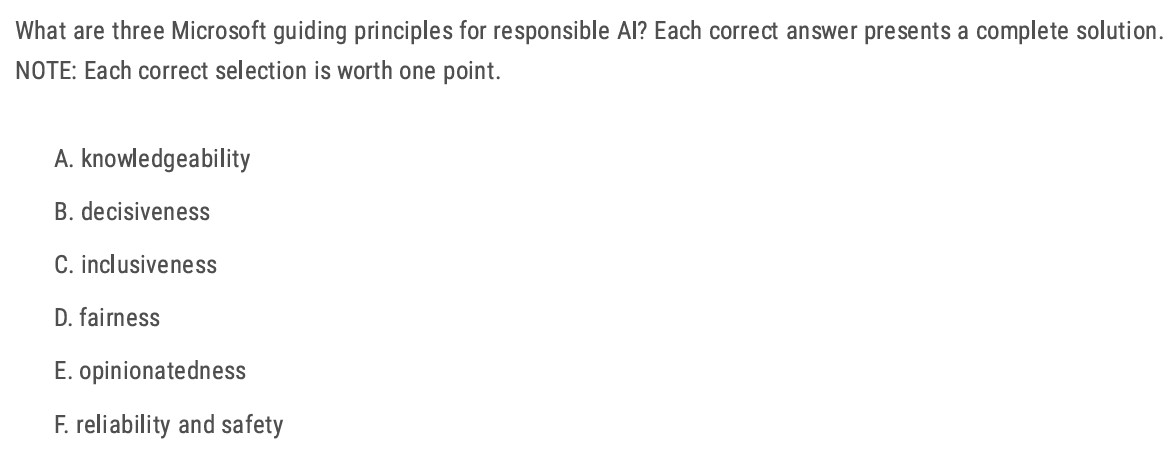 What are three Microsoft guiding principles for responsible AI? Each correct answer presents a complete solution.
NOTE: Each correct selection is worth one point.
A. knowledgeability
B. decisiveness
C. inclusiveness
D. fairness
E. opinionatedness
F. reliability and safety